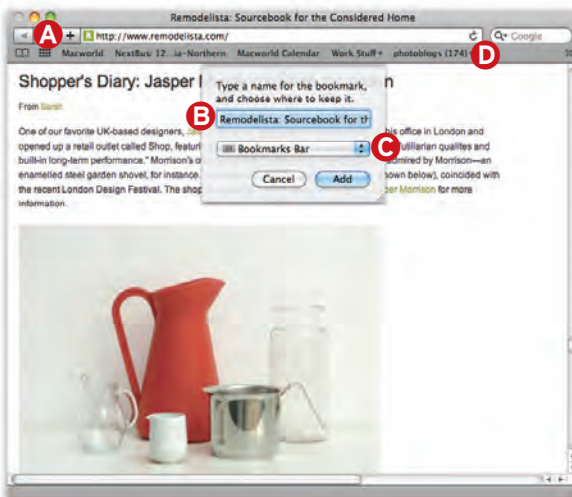 Remodelista: Sourcebook for the Considered Home
A
+ http://www.remodelista.com/
Google
Macworld NextBus: 12...ia-Northern Macworld Calendar Work Stuff photoblogs (174) D
Shopper's Diary: Jasper
n
From Sarah
Type a name for the bookmark,
and choose where to keep it.
B Remodelista: Sourcebook for th
Bookmarks Bar C
Cancel Add
One of our favorite UK-based designers, his office in London and
opened up a retail outlet called Shop, featuri utilitarian qualites and
built-in long-term performance." Morrison's o admired by Morrison—an
enamelled steel garden shovel, for instance. own below), coincided with
the recent London Design Festival. The shop per Morrison for more
information.